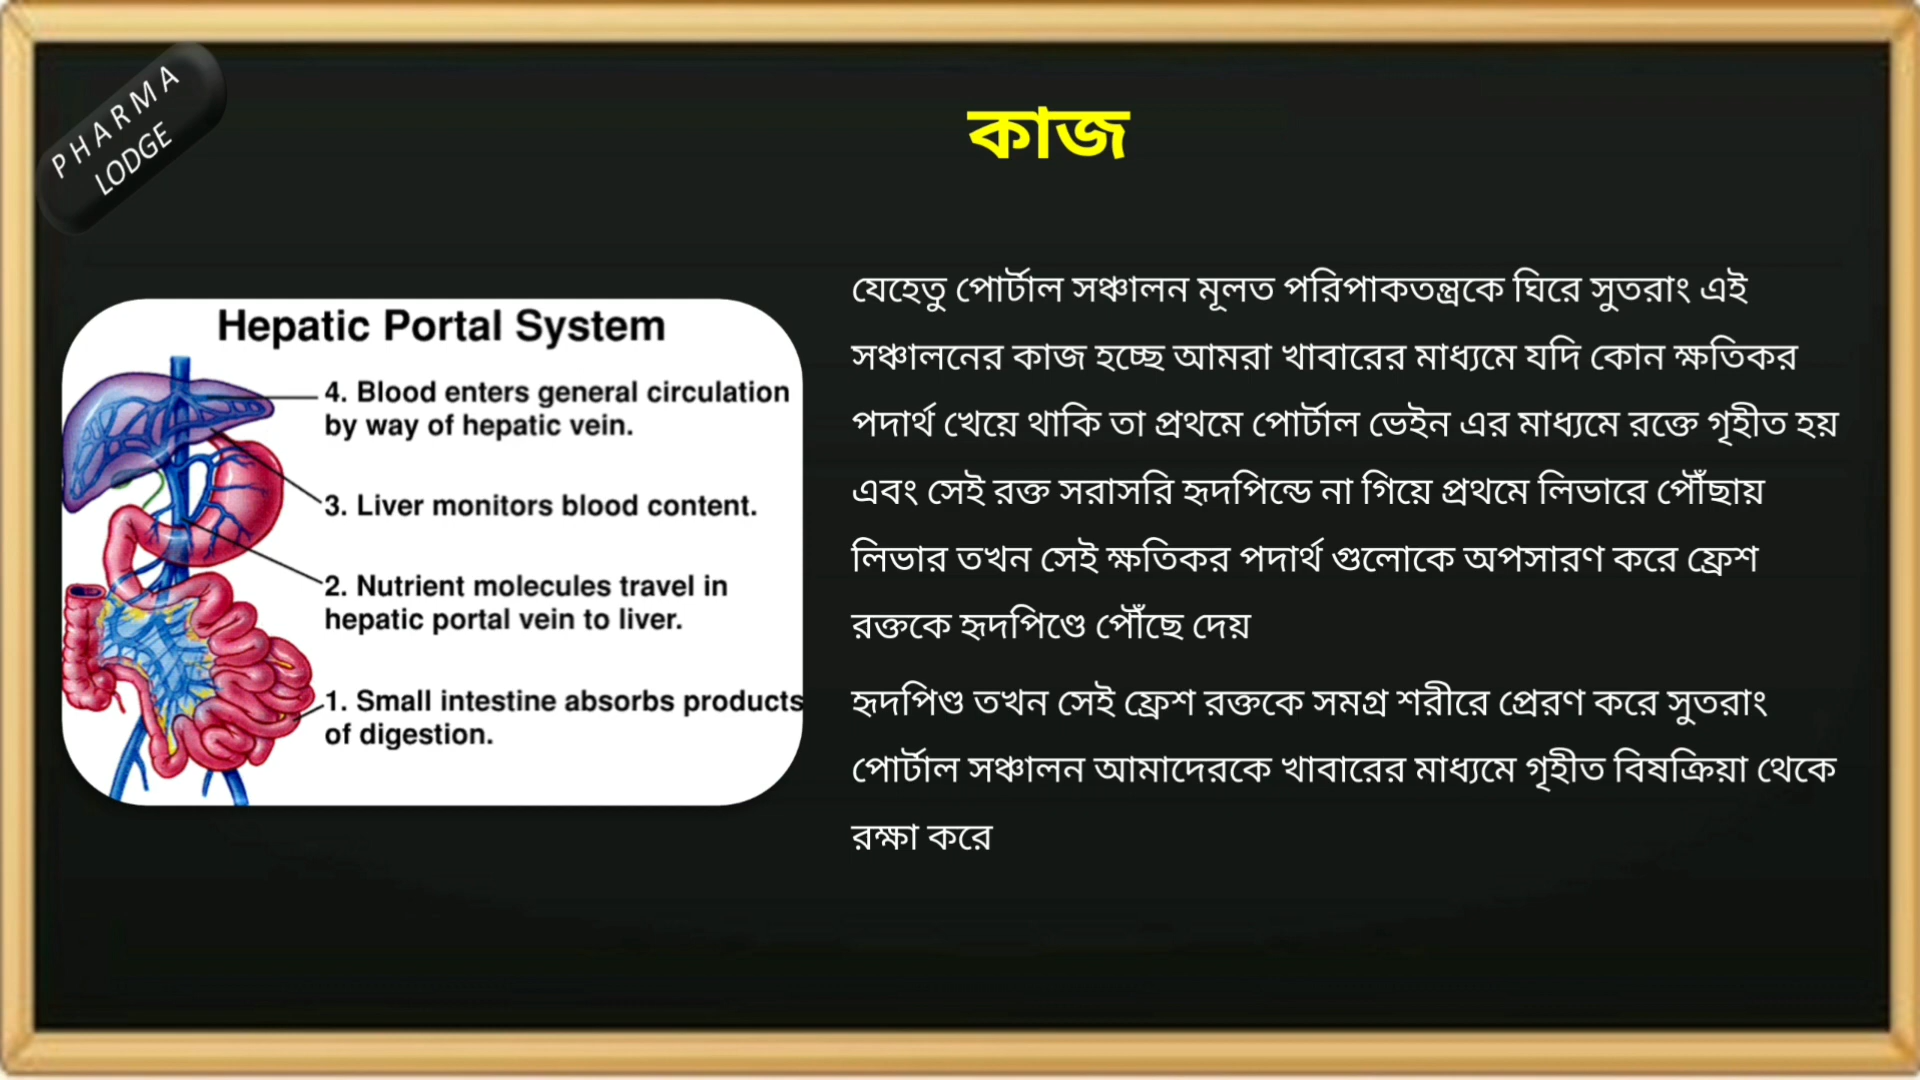 PHARMA
LODGE
কাজ
Hepatic Portal System
4. Blood enters general circulation
by way of hepatic vein.
3. Liver monitors blood content.
2. Nutrient molecules travel in
hepatic portal vein to liver.
1. Small intestine absorbs products
of digestion.
যেহেতু পোর্টাল সঞ্চালন মূলত পরিপাকতন্ত্রকে ঘিরে সুতরাং এই
সঞ্চালনের কাজ হচ্ছে আমরা খাবারের মাধ্যমে যদি কোন ক্ষতিকর
পদার্থ খেয়ে থাকি তা প্রথমে পোর্টাল ভেইন এর মাধ্যমে রক্তে গৃহীত হয়
এবং সেই রক্ত সরাসরি হৃদপিন্ডে না গিয়ে প্রথমে লিভারে পৌঁছায়
লিভার তখন সেই ক্ষতিকর পদার্থ গুলোকে অপসারণ করে ফ্রেশ
রক্তকে হৃদপিণ্ডে পৌঁছে দেয়
হৃদপিণ্ড তখন সেই ফ্রেশ রক্তকে সমগ্র শরীরে প্রেরণ করে সুতরাং
পোর্টাল সঞ্চালন আমাদেরকে খাবারের মাধ্যমে গৃহীত বিষক্রিয়া থেকে
রক্ষা করে